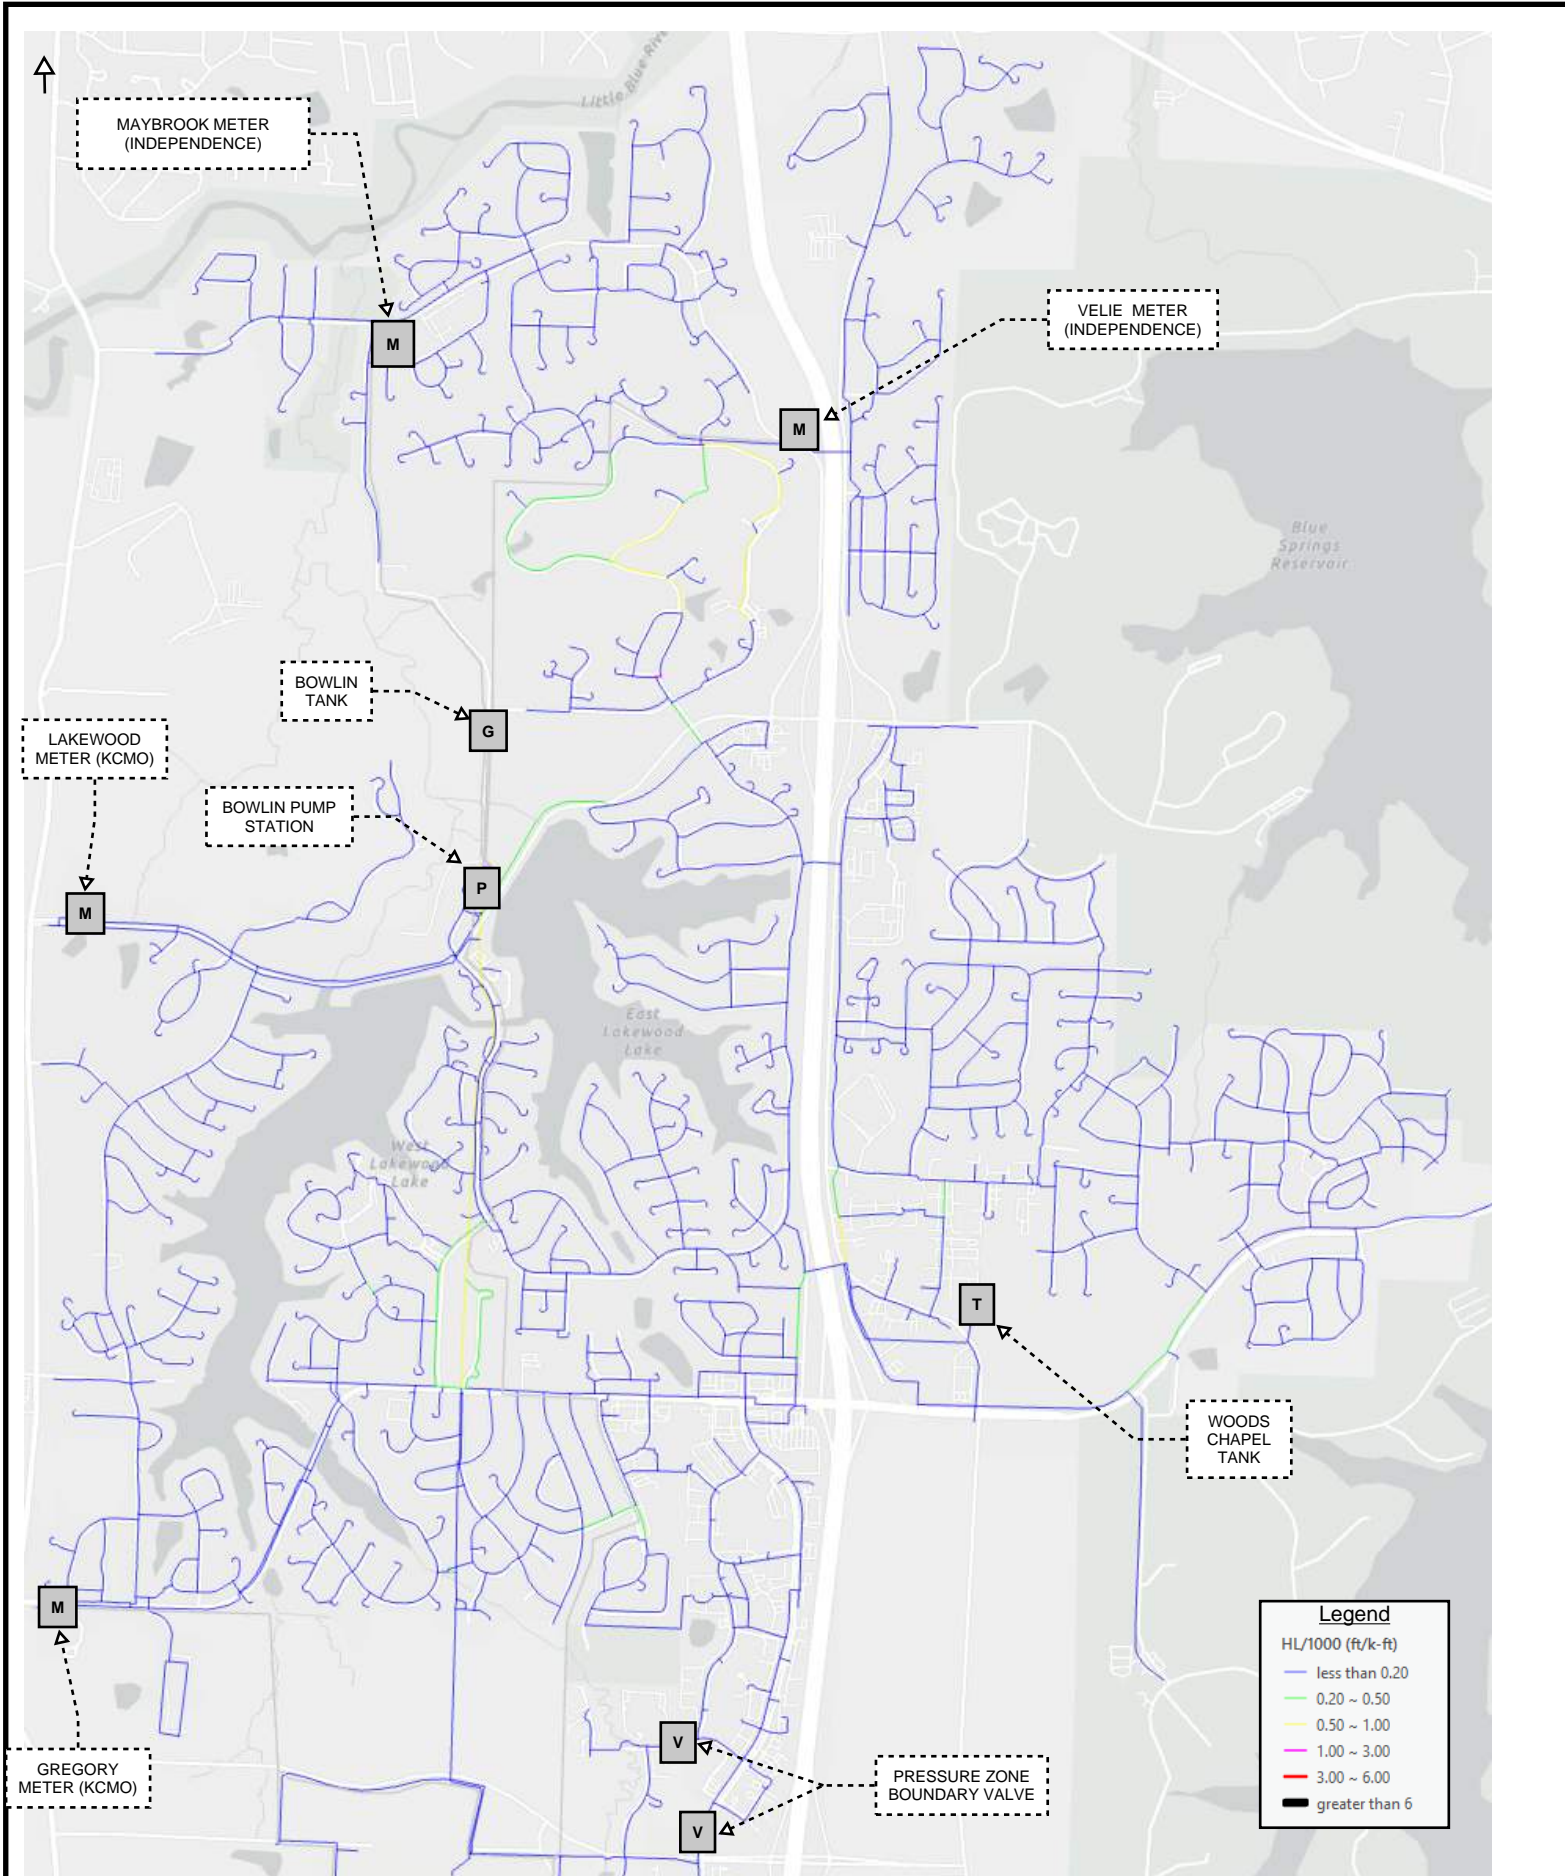 Little Blue River
MAYBROOK METER
(INDEPENDENCE)
M
VELIE METER
(INDEPENDENCE)
M
Blue
Springs
Reservoir
BOWLIN
TANK
G
LAKEWOOD
METER (KCMO)
BOWLIN PUMP
STATION
P
M
East
Lakewood
Lake
West
Lakewood
Lake
T
WOODS
CHAPEL
TANK
M
GREGORY
METER (KCMO)
V
V
PRESSURE ZONE
BOUNDARY VALVE
Legend
HL/1000 (ft/k-ft)
less than 0.20
0.20 ~ 0.50
0.50 ~ 1.00
1.00 ~ 3.00
3.00 ~ 6.00
greater than 6